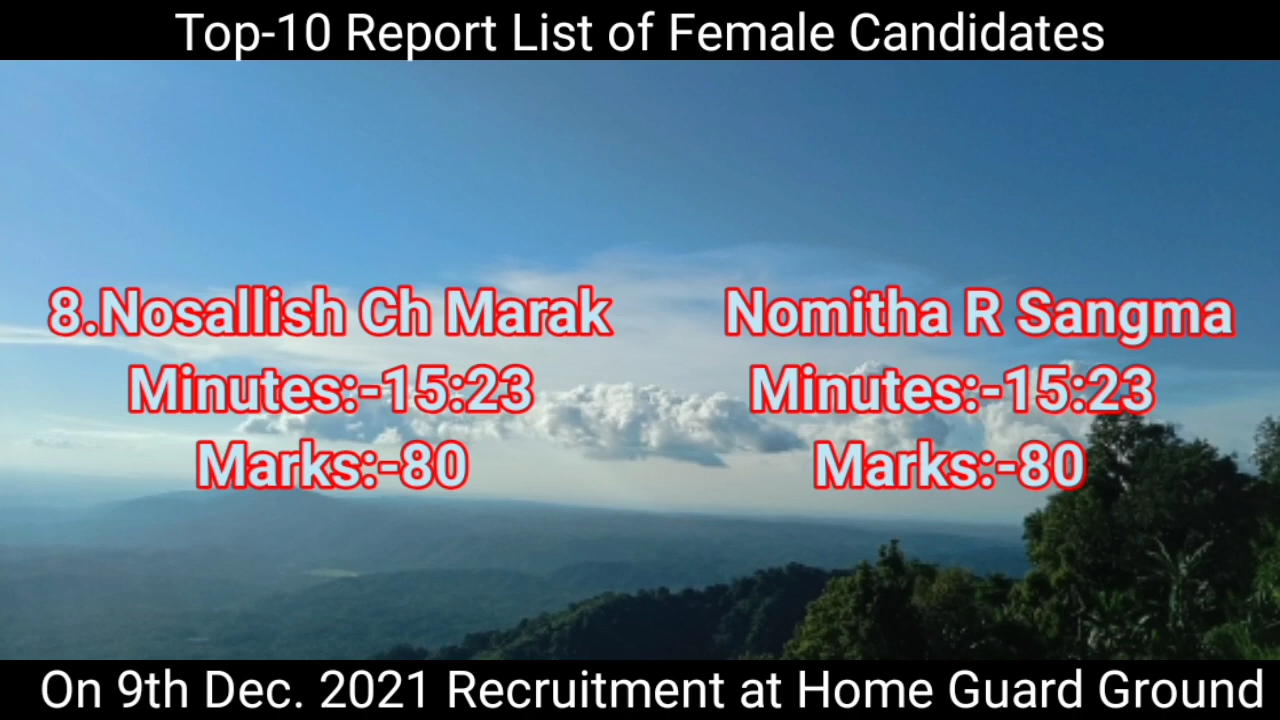 Top-10 Report List of Female Candidates
8.Nosallish Ch Marak
Minutes:-15:23
Marks:-80
Nomitha R Sangma
Minutes:-15:23
Marks:-80
On 9th Dec. 2021 Recruitment at Home Guard Ground